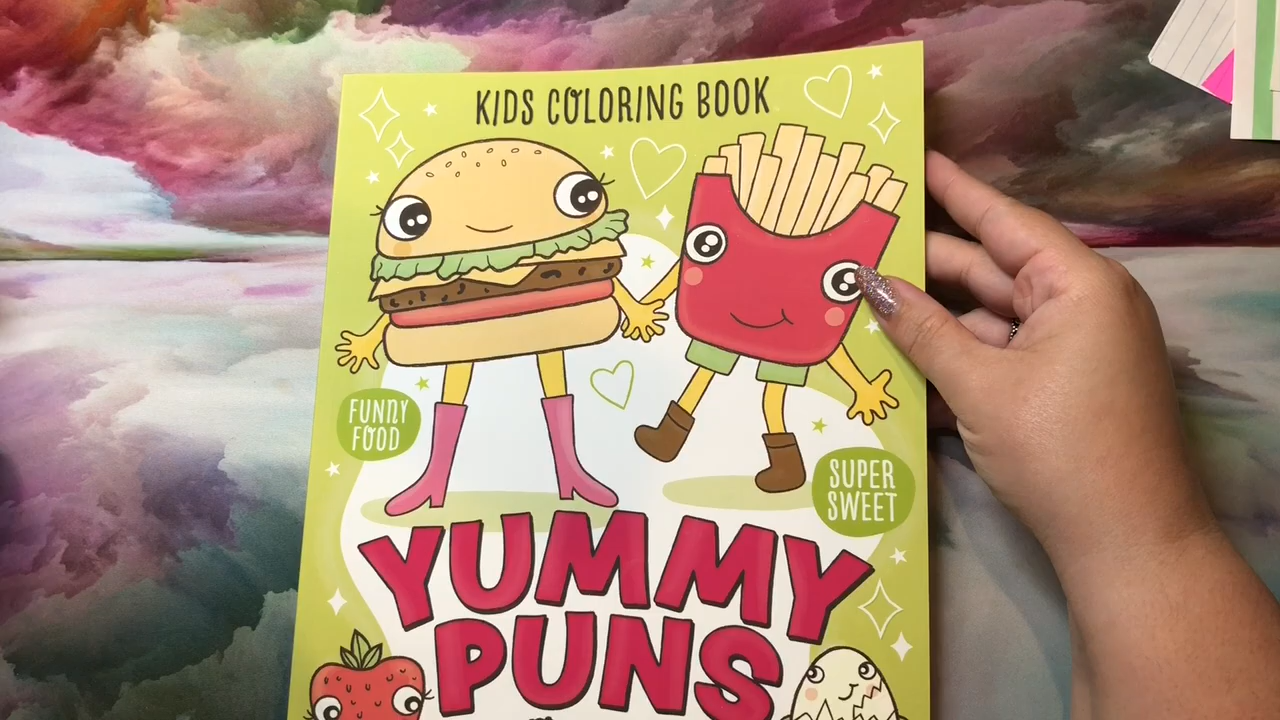 KIDS COLORING BOOK
FUNNY
FOOD
SUPER
SWEET
YUMMY
PUNS